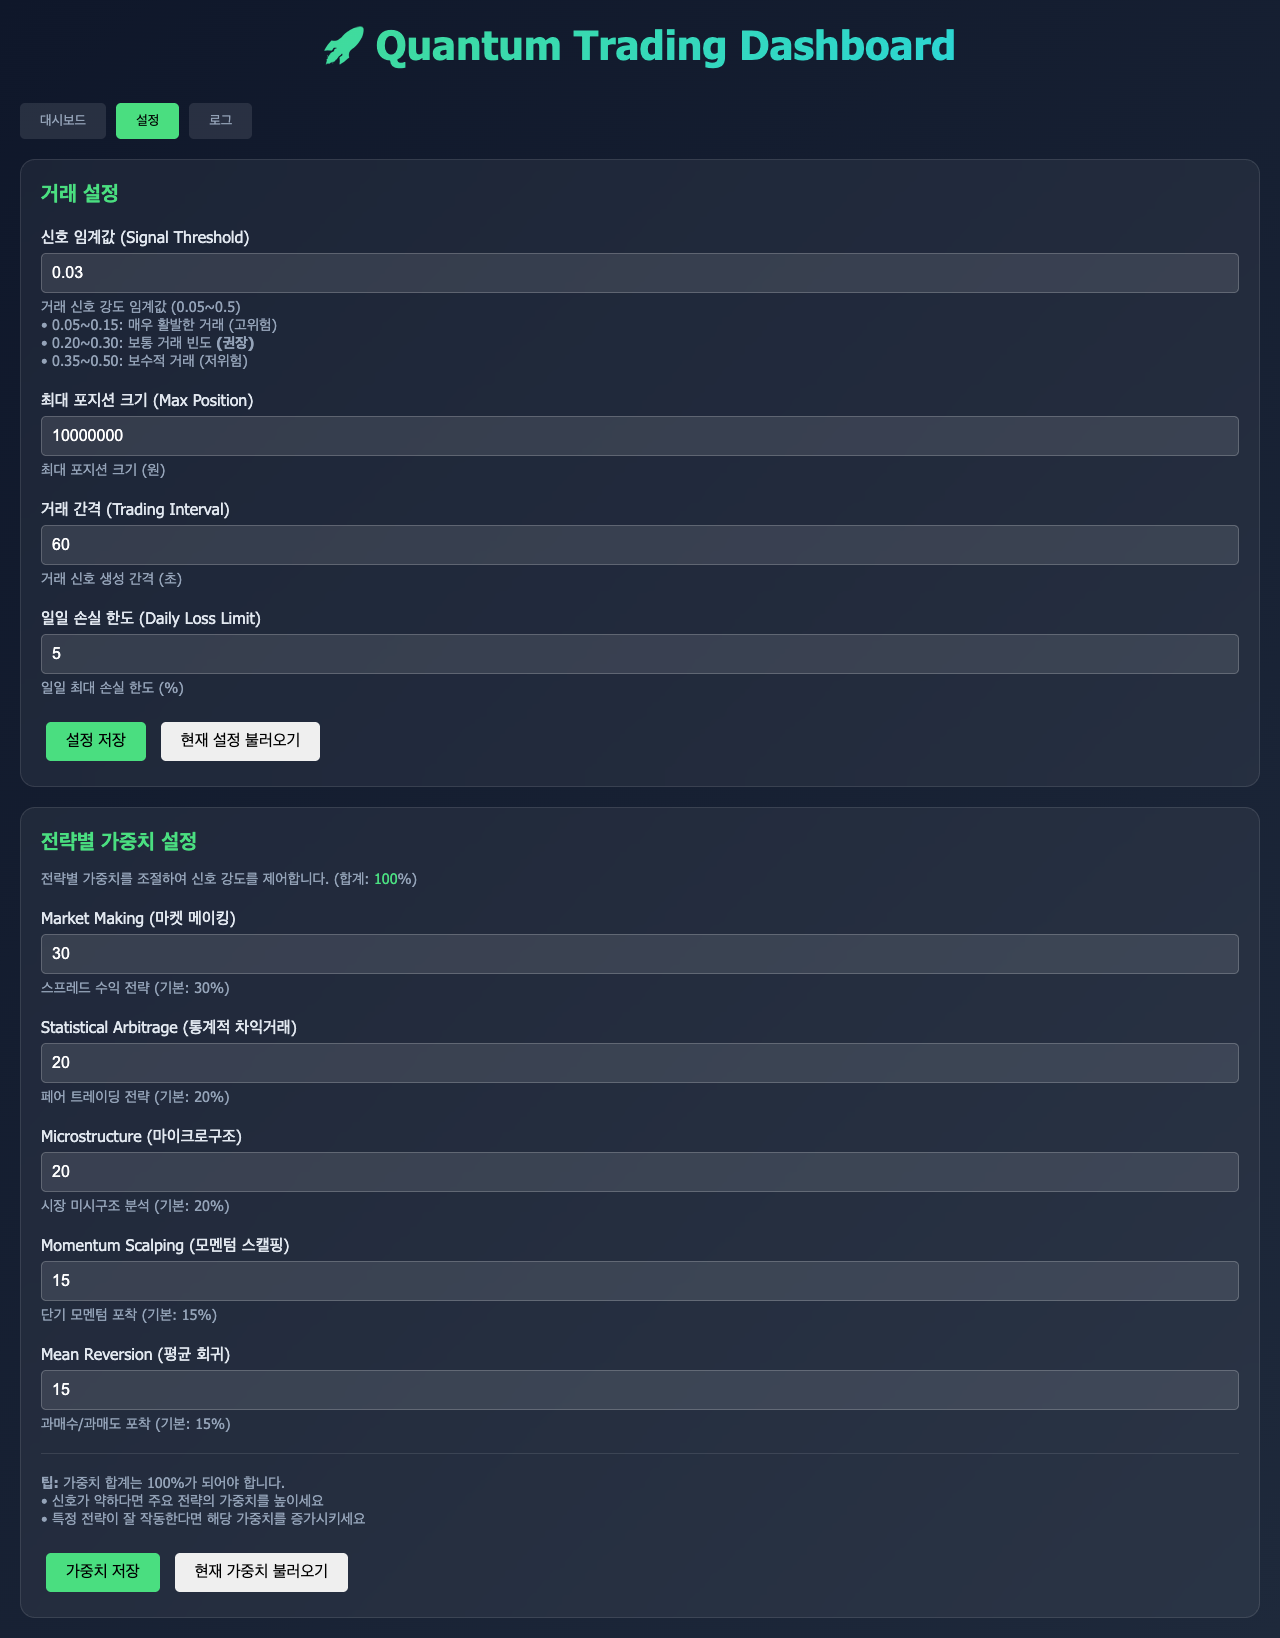 🚀 Quantum Trading Dashboard
대시보드 설정 로그
거래 설정
신호 임계값 (Signal Threshold)
0.03
거래 신호 강도 임계값 (0.05~0.5)
• 0.05~0.15: 매우 활발한 거래 (고위험)
• 0.20~0.30: 보통 거래 빈도 (권장)
• 0.35~0.50: 보수적 거래 (저위험)
최대 포지션 크기 (Max Position)
10000000
최대 포지션 크기 (원)
거래 간격 (Trading Interval)
60
거래 신호 생성 간격 (초)
일일 손실 한도 (Daily Loss Limit)
5
일일 최대 손실 한도 (%)
설정 저장 현재 설정 불러오기
전략별 가중치 설정
전략별 가중치를 조절하여 신호 강도를 제어합니다. (합계: 100%)
Market Making (마켓 메이킹)
30
스프레드 수익 전략 (기본: 30%)
Statistical Arbitrage (통계적 차익거래)
20
페어 트레이딩 전략 (기본: 20%)
Microstructure (마이크로구조)
20
시장 미시구조 분석 (기본: 20%)
Momentum Scalping (모멘텀 스캘핑)
15
단기 모멘텀 포착 (기본: 15%)
Mean Reversion (평균 회귀)
15
과매수/과매도 포착 (기본: 15%)
팁: 가중치 합계는 100%가 되어야 합니다.
• 신호가 약하다면 주요 전략의 가중치를 높이세요
• 특정 전략이 잘 작동한다면 해당 가중치를 증가시키세요
가중치 저장 현재 가중치 불러오기